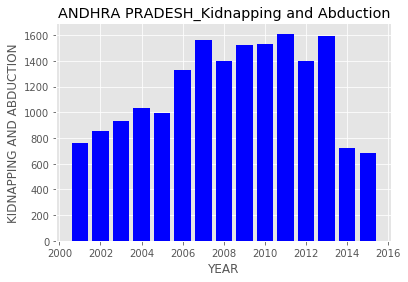 ANDHRA PRADESH_Kidnapping and Abduction
KIDNAPPING AND ABDUCTION
1600
1400
1200
1000
800
600
400
200
0
2000 2002 2004 2006 2008 2010 2012 2014 2016
YEAR